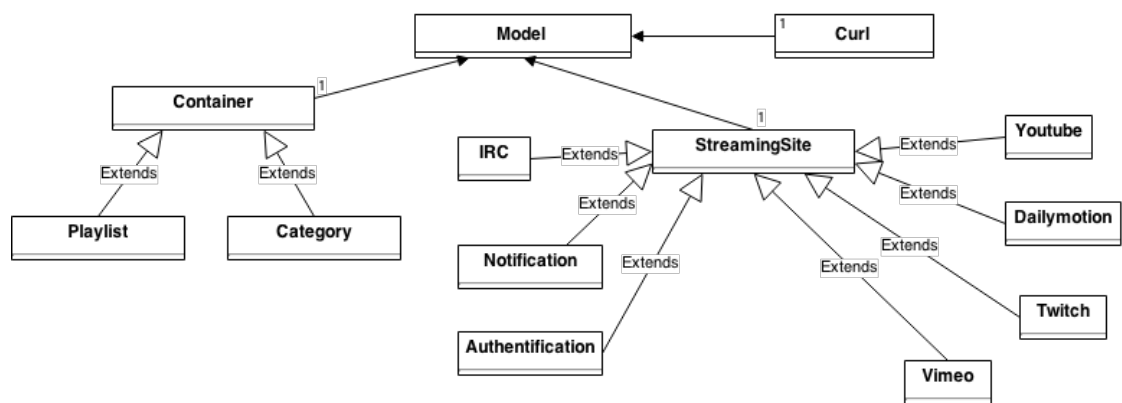 Model
1
Curl
1
Container
1
StreamingSite
IRC
Extends
Extends
Youtube
Extends
Extends
Extends
Extends
Dailymotion
Playlist
Category
Notification
Extends
Extends
Extends
Authentification
Twitch
Vimeo